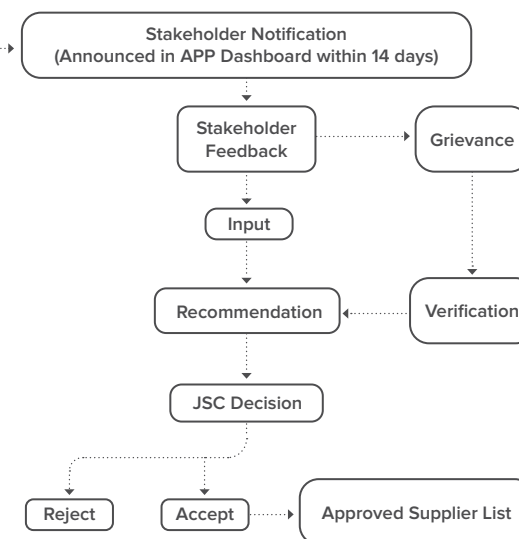 Stakeholder Notification
(Announced in APP Dashboard within 14 days)
Stakeholder
Feedback
Grievance
Input
Recommendation
Verification
JSC Decision
Reject
Accept
Approved Supplier List